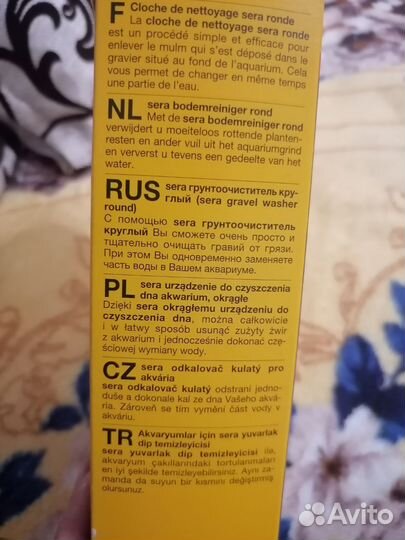 F Cloche de nettoyage sera ronde
La cloche de nettoyage sera ronde
est un procédé simple et efficace pour
enlever le mulm qui s'est déposé dans le
gravier situé au fond de l'aquarium. Cela
vous permet de changer en même temps
une partie de l'eau.
NL sera bodemreiniger rond
Met de sera bodemreiniger rond
verwijdert u moeiteloos rottende planten-
resten en ander vuil uit het aquariumgrind
en ververst u tevens een gedeelte van het
water.
RUS sera грунтоочиститель кру-
глый (sera gravel washer
round)
С помощью sera грунтоочиститель
круглый Вы сможете очень просто и
тщательно очищать гравий от грязи.
При этом Вы одновременно заменяете
часть воды в Вашем аквариуме.
PL sera urządzenie do czyszczenia
dna akwarium, okrągłe
Dzięki sera okrągłemu urządzeniu do
czyszczenia dna, można całkowicie
i w łatwy sposób usunąć zużyty żwir
z akwarium i jednocześnie dokonać czę-
ściowej wymiany wody.
CZ sera odkalovač kulatý pro
akvária
sera odkalovač kulatý odstraní jedno-
duše a dokonale kal ze dna Vašeho akvá-
ria. Zároveň se tím vymění část vody v
akváriu.
TR Akvaryumlar için sera yuvarlak
dip temizleyicisi
sera yuvarlak dip temizleyicisi ile,
akvaryum çakıllarındaki tortulanmaları
en iyi şekilde temizleyebilirsiniz. Aynı za-
manda da suyun bir kısmını değiştirmiş
olursunuz.
Avito